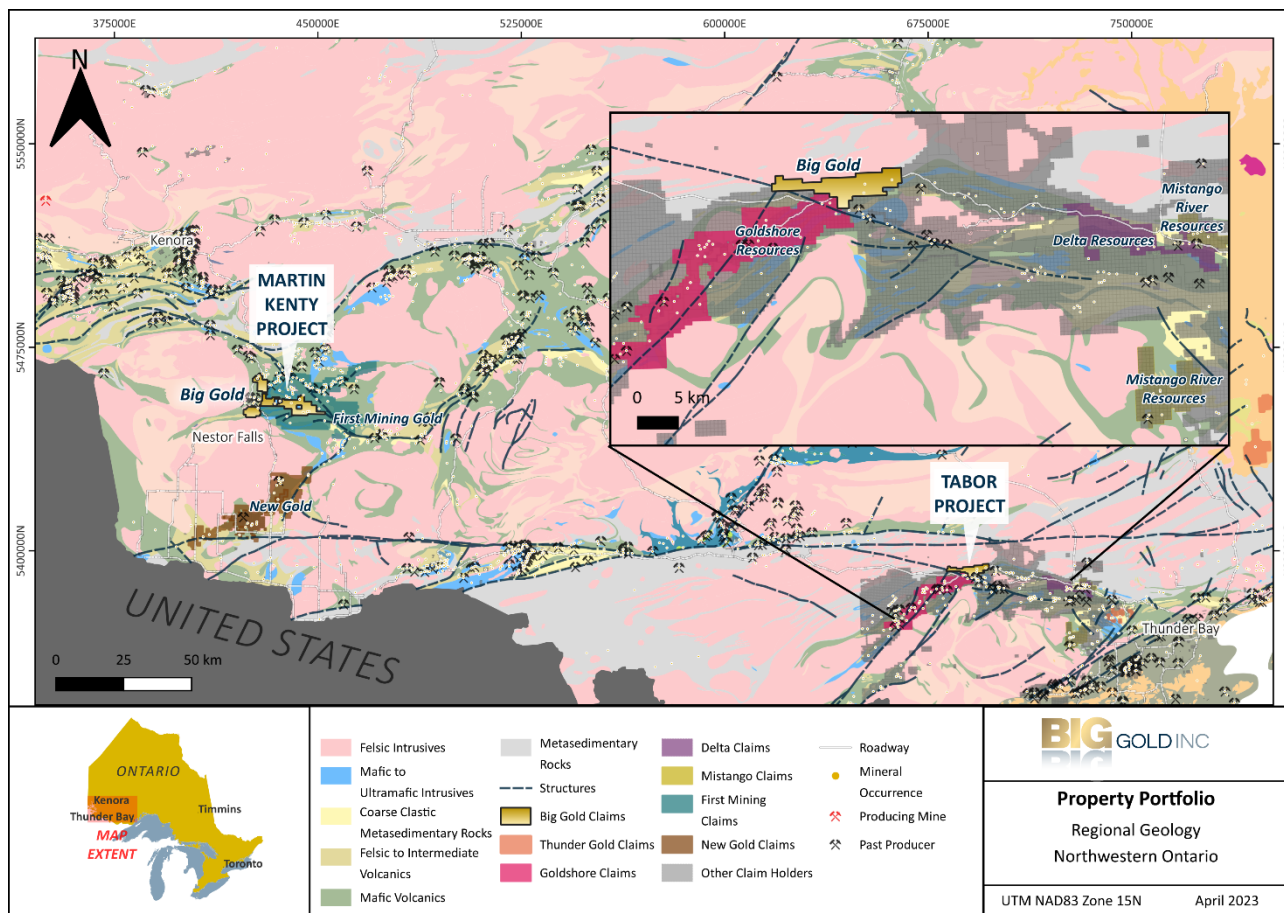 375000E
450000E
525000E
600000E
675000E
750000E
5550000N
5475000N
5400000N
5550000N
5475000N
5400000N
N
Kenora
MARTIN
KENTY
PROJECT
Big Gold
First Mining Gold
Nestor Falls
New Gold
UNITED STATES
0 25 50 km
Big Gold
Goldshore
Resources
Delta Resources
Mistango
River
Resources
Mistango River
Resources
0 5 km
TABOR
PROJECT
Thunder Bay
ONTARIO
Kenora
Thunder Bay
Timmins
MAP
EXTENT
Toronto
Felsic Intrusives
Mafic to
Ultramafic Intrusives
Coarse Clastic
Metasedimentary Rocks
Felsic to Intermediate
Volcanics
Mafic Volcanics
Metasedimentary
Rocks
Structures
Big Gold Claims
Thunder Gold Claims
Goldshore Claims
Delta Claims
Mistango Claims
First Mining
Claims
New Gold Claims
Other Claim Holders
Roadway
Mineral
Occurrence
Producing Mine
Past Producer
BIG GOLD INC
Property Portfolio
Regional Geology
Northwestern Ontario
UTM NAD83 Zone 15N April 2023